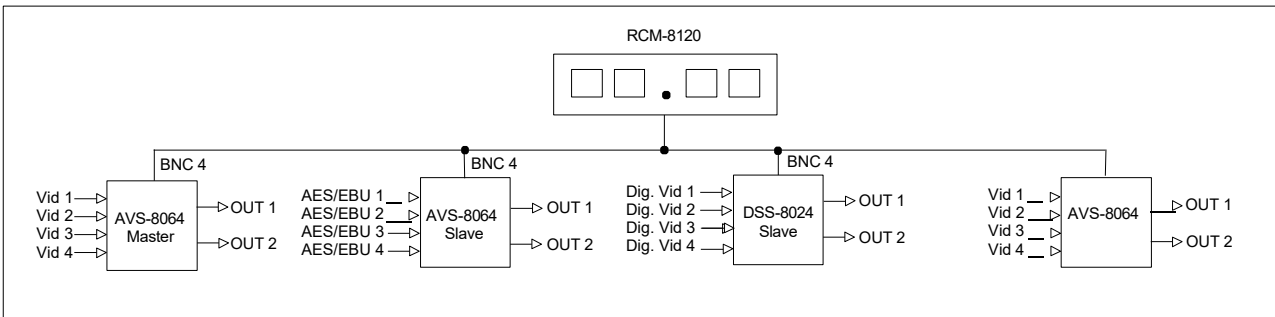 RCM-8120
BNC 4
BNC 4
BNC 4
Vid 1
Vid 2
Vid 3
Vid 4
AVS-8064
Master
OUT 1
OUT 2
AES/EBU 1
AES/EBU 2
AES/EBU 3
AES/EBU 4
AVS-8064
Slave
OUT 1
OUT 2
Dig. Vid 1
Dig. Vid 2
Dig. Vid 3
Dig. Vid 4
DSS-8024
Slave
OUT 1
OUT 2
Vid 1
Vid 2
Vid 3
Vid 4
AVS-8064
OUT 1
OUT 2